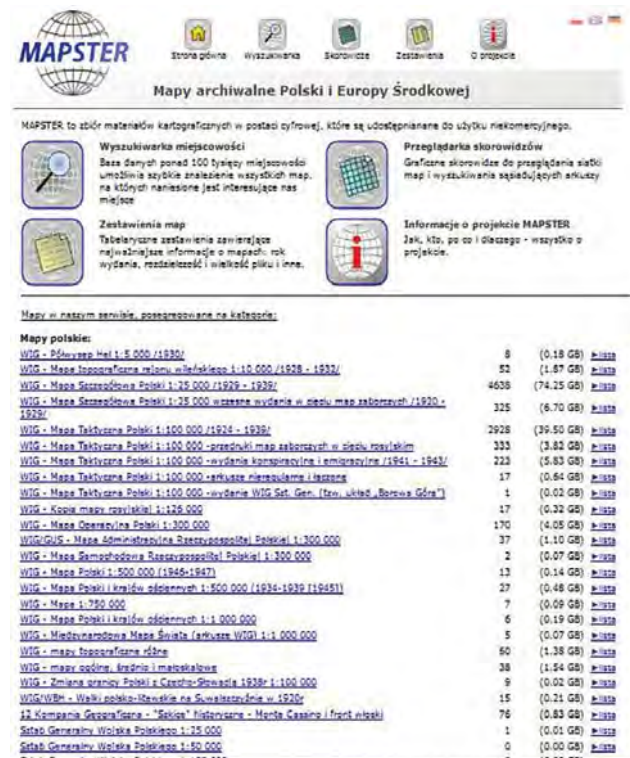 MAPSTER
Strona główna Wyszukiwarka Skorowidze Zestawienia O projekcie
Mapy archiwalne Polski i Europy Środkowej
MAPSTER to zbiór materiałów kartograficznych w postaci cyfrowej, które są udostępnianane do użytku niekomercyjnego.
Wyszukiwarka miejscowości
Baza danych ponad 100 tysięcy miejscowości
umożliwia szybkie znalezienie wszystkich map,
na których naniesione jest interesujące nas
miejsce
Przeglądarka skorowidzów
Graficzne skorowidze do przeglądania siatki
map i wyszukiwania sąsiadujących arkuszy
Zestawienia map
Tabelaryczne zestawienia zawierające
najważniejsze informacje o mapach: rok
wydania, rozdzielczość i wielkość pliku i inne.
Informacje o projekcie MAPSTER
Jak, kto, po co i dlaczego - wszystko o
projekcie.
Mapy w naszym serwisie, posegregowane na kategorie:
Mapy polskie:
WIG - Półwysep Hel 1:5 000 /1930/ 8 (0.18 GB) lista
WIG - Mapa topograficzna rejonu wileńskiego 1:10 000 /1928 - 1932/ 52 (1.87 GB) lista
WIG - Mapa Szczegółowa Polski 1:25 000 /1929 - 1939/ 4638 (74.25 GB) lista
WIG - Mapa Szczegółowa Polski 1:25 000 wczesne wydania w cięciu map zaborczych /1920 -
1929/ 325 (6.70 GB) lista
WIG - Mapa Taktyczna Polski 1:100 000 /1924 - 1939/ 2928 (39.50 GB) lista
WIG - Mapa Taktyczna Polski 1:100 000 -przedruki map zaborczych w cięciu rosyjskim 333 (3.82 GB) lista
WIG - Mapa Taktyczna Polski 1:100 000 -wydania konspiracyjne i emigracyjne /1941 - 1943/ 223 (5.83 GB) lista
WIG - Mapa Taktyczna Polski 1:100 000 -arkusze nieregularne i łączone 17 (0.64 GB) lista
WIG - Mapa Taktyczna Polski 1:100 000 -wydanie WIG Szt. Gen. (tzw. układ „Borowa Góra") 1 (0.02 GB) lista
WIG - Kopia mapy rosyjskiej 1:126 000 17 (0.32 GB) lista
WIG - Mapa Operacyjna Polski 1:300 000 170 (4.05 GB) lista
WIG/GUS - Mapa Administracyjna Rzeczypospolitej Polskiej 1:300 000 37 (1.10 GB) lista
WIG - Mapa Samochodowa Rzeczypospolitej Polskiej 1:300 000 2 (0.07 GB) lista
WIG - Mapa Polski 1:500 000 (1946-1947) 13 (0.14 GB) lista
WIG - Mapa Polski i krajów ościennych 1:500 000 (1934-1939 [1945]) 27 (0.48 GB) lista
WIG - Mapa 1:750 000 7 (0.09 GB) lista
WIG - Mapa Polski i krajów ościennych 1:1 000 000 6 (0.19 GB) lista
WIG - Międzynarodowa Mapa Świata (arkusze WIG) 1:1 000 000 5 (0.07 GB) lista
WIG - mapy topograficzne różne 60 (1.38 GB) lista
WIG - mapy ogólne, średnio i małoskalowe 38 (1.54 GB) lista
WIG - Zmiana granicy Polski z Czecho-Słowacją 1938r 1:100 000 9 (0.02 GB) lista
WIG/WBH - Walki polsko-litewskie na Suwalszczyźnie w 1920r 15 (0.21 GB) lista
12 Kompania Geograficzna - "Szkice" historyczne - Monte Cassino i front włoski 76 (0.83 GB) lista
Sztab Generalny Wojska Polskiego 1:25 000 1 (0.01 GB) lista
Sztab Generalny Wojska Polskiego 1:50 000 0 (0.00 GB) lista